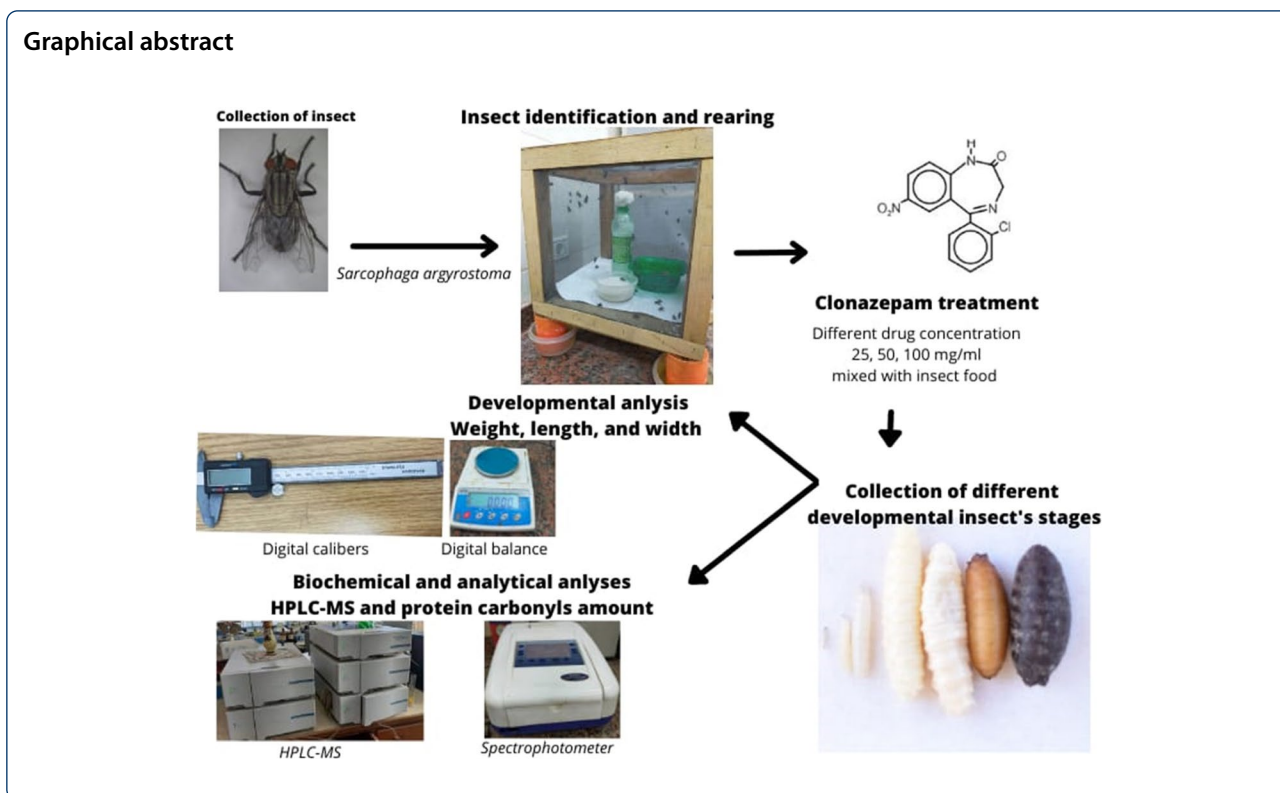 Graphical abstract
Collection of insect
Sarcophaga argyrostoma
Insect identification and rearing
H
N
O
O₂N
N
Cl
Clonazepam treatment
Different drug concentration
25, 50, 100 mg/ml
mixed with insect food
Collection of different
developmental insect's stages
Developmental anlysis
Weight, length, and width
Digital calibers
Digital balance
Biochemical and analytical anlyses
HPLC-MS and protein carbonyls amount
HPLC-MS
Spectrophotometer